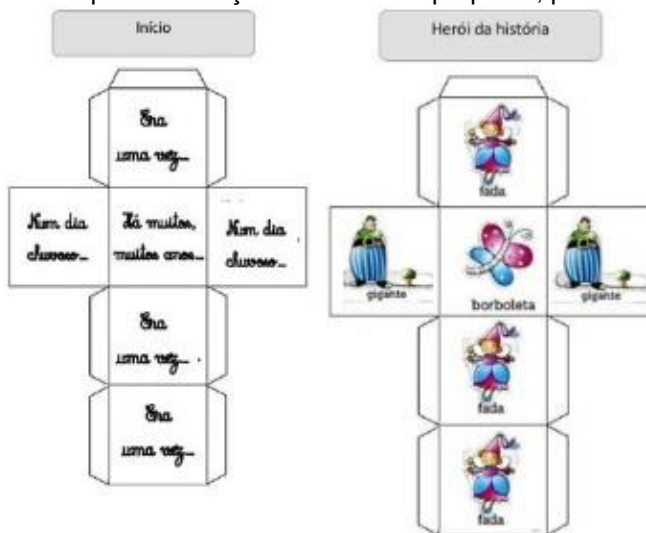 Início
Herói da história
Era
uma vez...
Num dia
chuvoso...
Há muitos,
muitos anos...
Num dia
chuvoso...
Era
uma vez...
Era
uma vez...
fada
gigante
borboleta
gigante
fada
fada